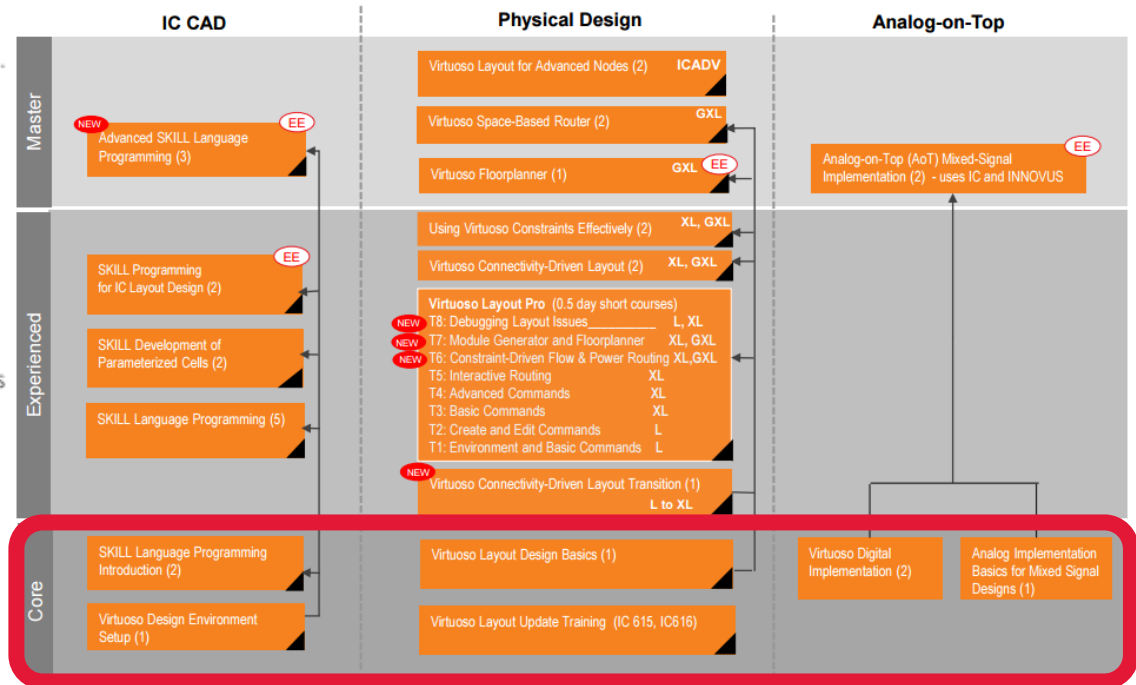 IC CAD
Physical Design
Analog-on-Top
Master
NEW
EE
Advanced SKILL Language
Programming (3)
Virtuoso Layout for Advanced Nodes (2) ICADV
Virtuoso Space-Based Router (2) GXL
Virtuoso Floorplanner (1) GXL EE
EE
Analog-on-Top (AoT) Mixed-Signal
Implementation (2) - uses IC and INNOVUS
Experienced
EE
SKILL Programming
for IC Layout Design (2)
SKILL Development of
Parameterized Cells (2)
SKILL Language Programming (5)
Using Virtuoso Constraints Effectively (2) XL, GXL
Virtuoso Connectivity-Driven Layout (2) XL, GXL
Virtuoso Layout Pro (0.5 day short courses)
NEW T8: Debugging Layout Issues__________ L, XL
NEW T7: Module Generator and Floorplanner XL, GXL
NEW T6: Constraint-Driven Flow & Power Routing XL,GXL
T5: Interactive Routing XL
T4: Advanced Commands XL
T3: Basic Commands XL
T2: Create and Edit Commands L
T1: Environment and Basic Commands L
NEW
Virtuoso Connectivity-Driven Layout Transition (1)
L to XL
Core
SKILL Language Programming
Introduction (2)
Virtuoso Design Environment
Setup (1)
Virtuoso Layout Design Basics (1)
Virtuoso Layout Update Training (IC 615, IC616)
Virtuoso Digital
Implementation (2)
Analog Implementation
Basics for Mixed Signal
Designs (1)